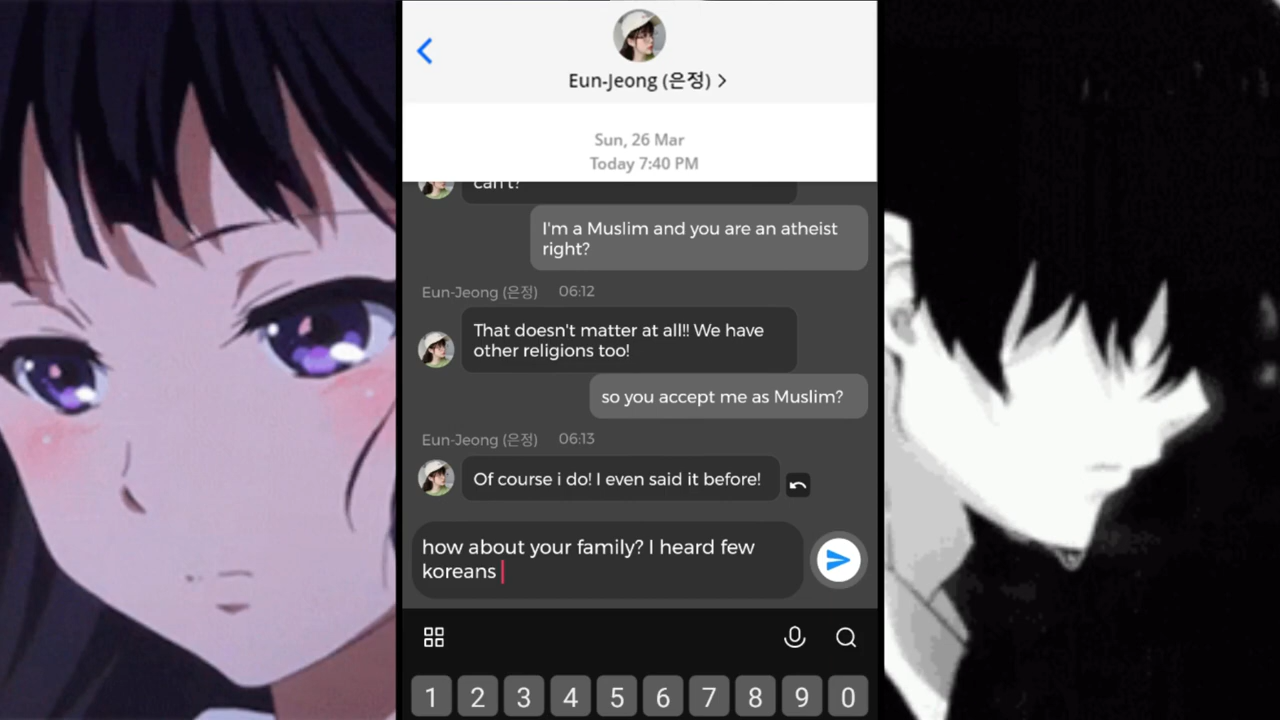 Eun-Jeong (은정)
Sun, 26 Mar
Today 7:40 PM
can't?
I'm a Muslim and you are an atheist
right?
Eun-Jeong (은정) 06:12
That doesn't matter at all!! We have
other religions too!
so you accept me as Muslim?
Eun-Jeong (은정) 06:13
Of course i do! I even said it before!
how about your family? I heard few
koreans
1 2 3 4 5 6 7 8 9 0